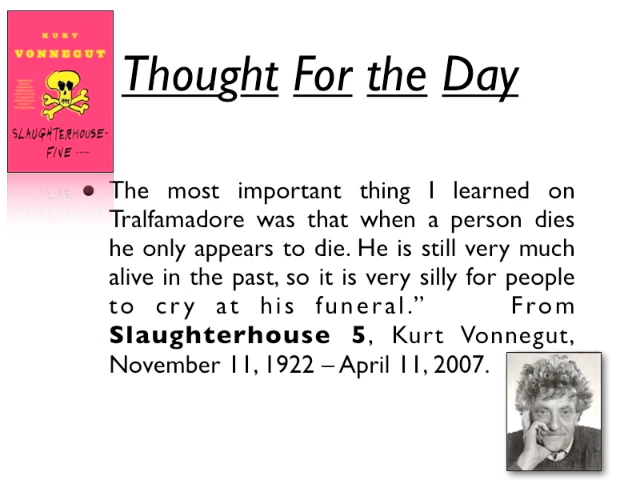 KURT
VONNEGUT
SLAUGHTERHOUSE-
FIVE
Thought For the Day
The most important thing I learned on
Tralfamadore was that when a person dies
he only appears to die. He is still very much
alive in the past, so it is very silly for people
to cry at his funeral.” From
Slaughterhouse 5, Kurt Vonnegut,
November 11, 1922 – April 11, 2007.